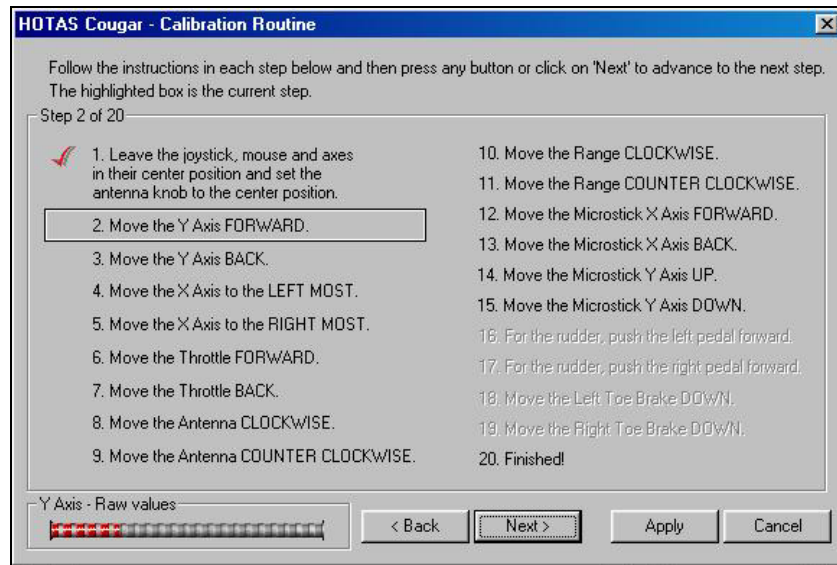 HOTAS Cougar - Calibration Routine
Follow the instructions in each step below and then press any button or click on 'Next' to advance to the next step.
The highlighted box is the current step.
Step 2 of 20
1. Leave the joystick, mouse and axes
in their center position and set the
antenna knob to the center position.
2. Move the Y Axis FORWARD.
3. Move the Y Axis BACK.
4. Move the X Axis to the LEFT MOST.
5. Move the X Axis to the RIGHT MOST.
6. Move the Throttle FORWARD.
7. Move the Throttle BACK.
8. Move the Antenna CLOCKWISE.
9. Move the Antenna COUNTER CLOCKWISE.
10. Move the Range CLOCKWISE.
11. Move the Range COUNTER CLOCKWISE.
12. Move the Microstick X Axis FORWARD.
13. Move the Microstick X Axis BACK.
14. Move the Microstick Y Axis UP.
15. Move the Microstick Y Axis DOWN.
16. For the rudder, push the left pedal forward.
17. For the rudder, push the right pedal forward.
18. Move the Left Toe Brake DOWN.
19. Move the Right Toe Brake DOWN.
20. Finished!
Y Axis - Raw values
< Back
Next >
Apply
Cancel